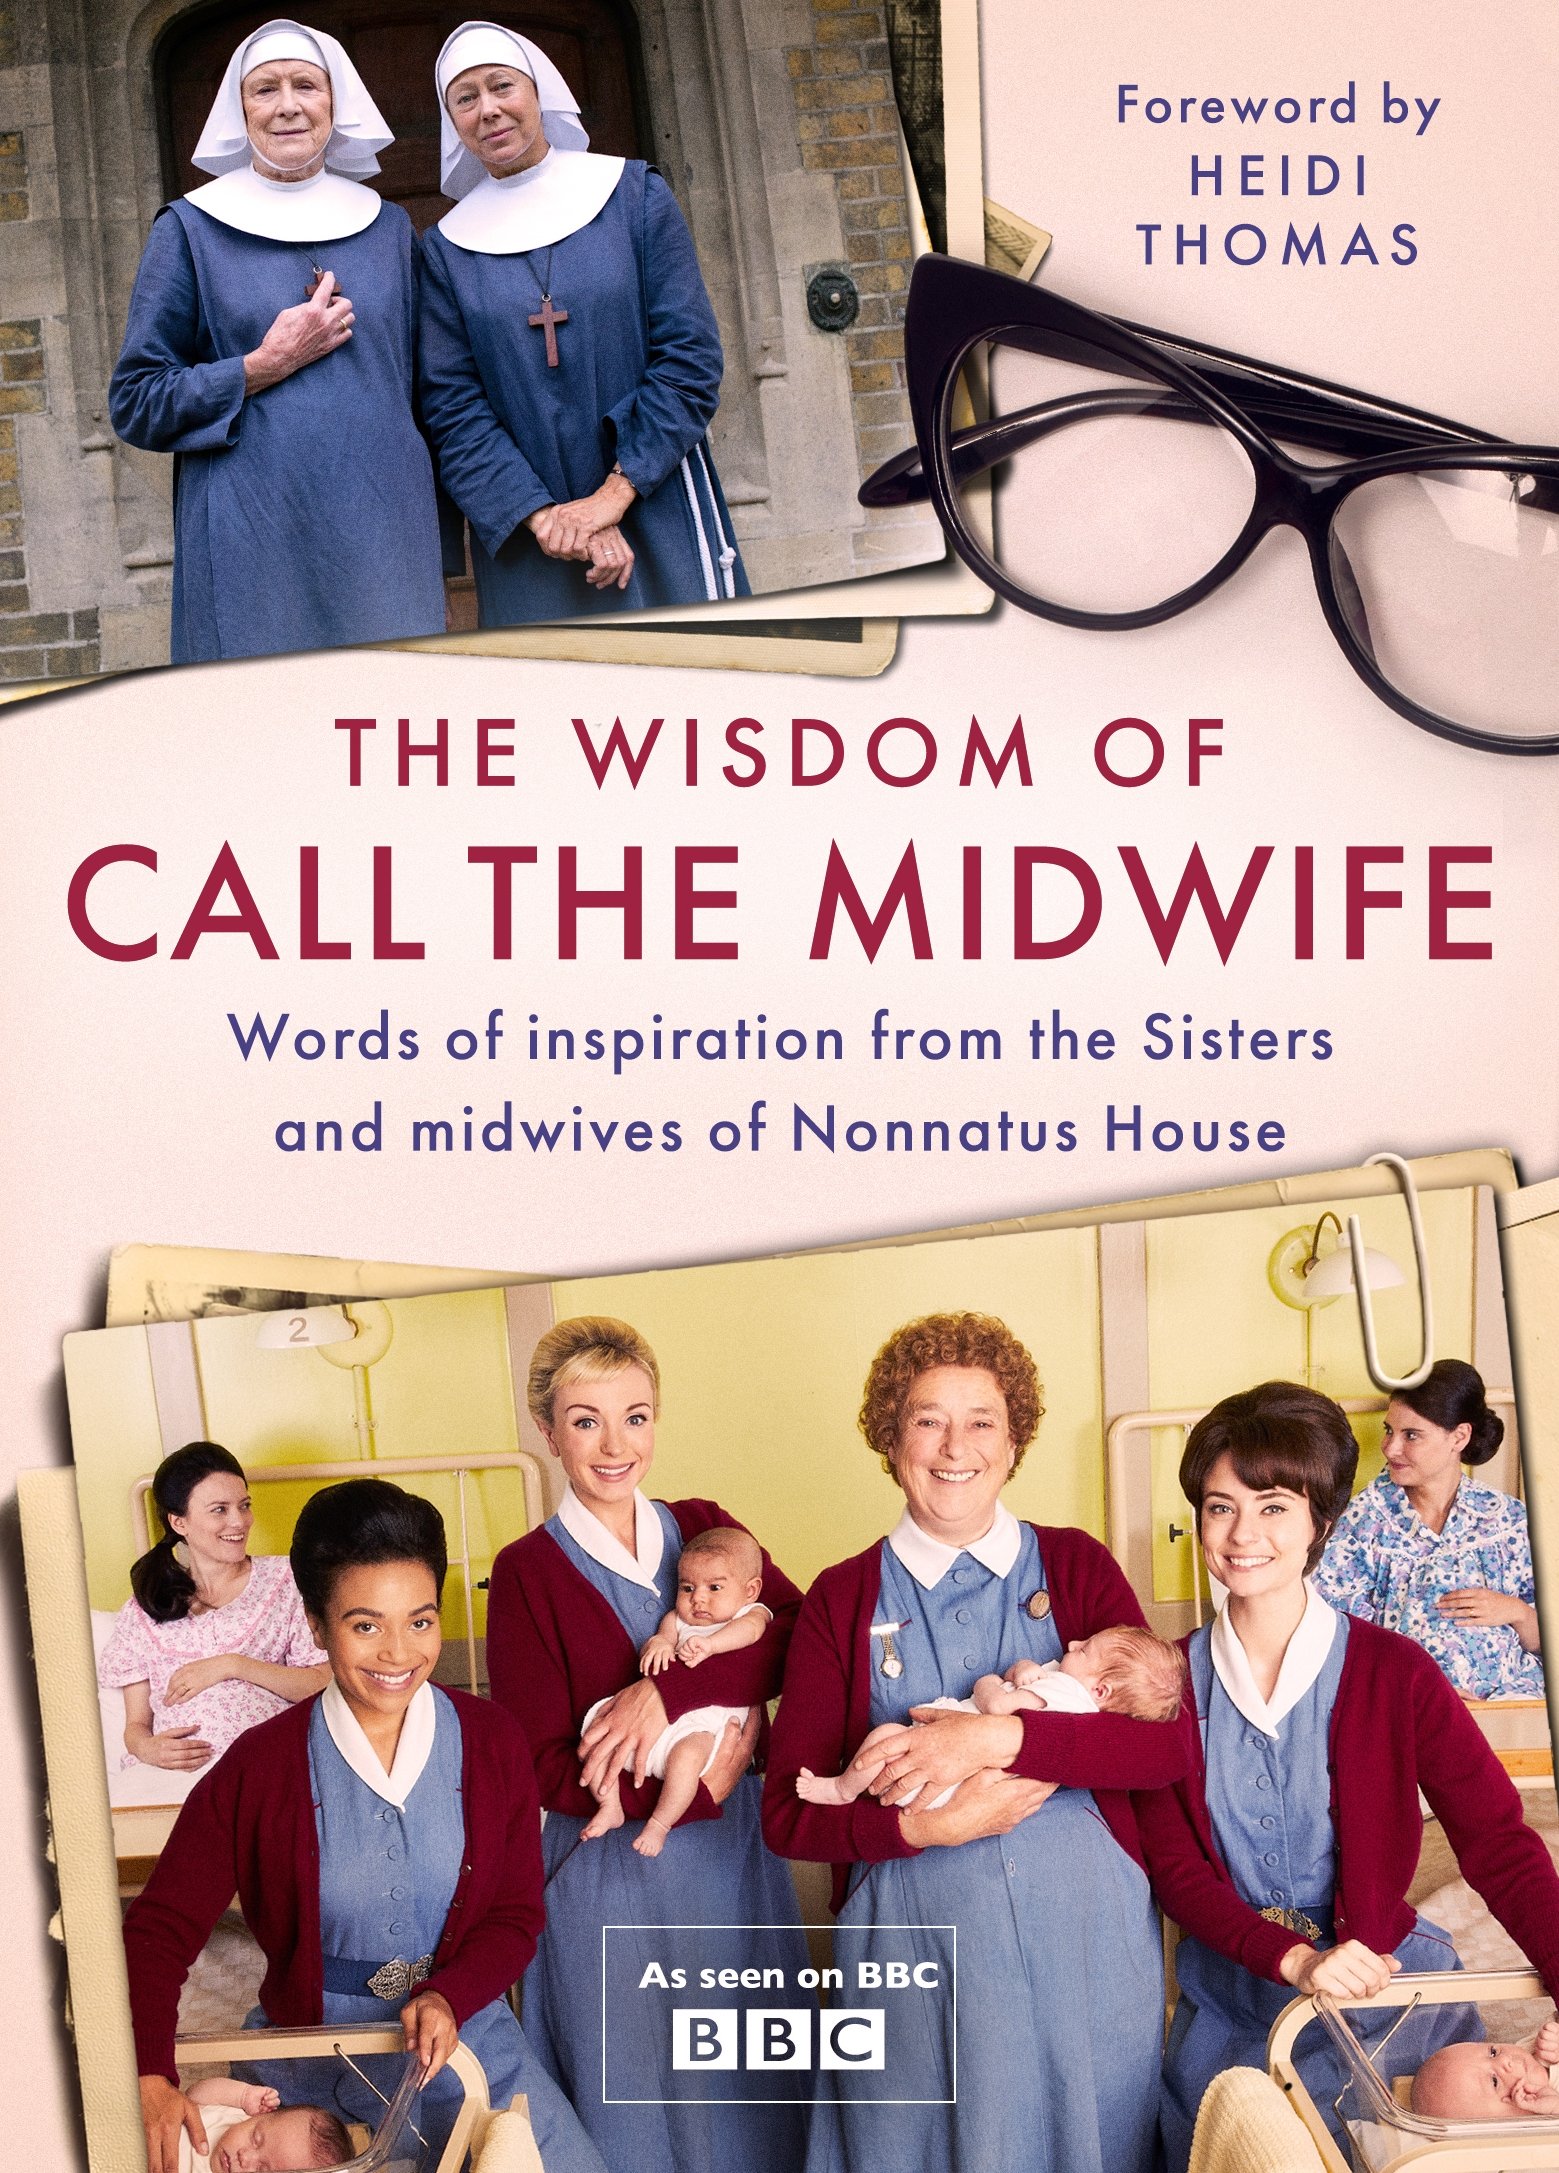 Foreword by
HEIDI
THOMAS
THE WISDOM OF
CALL THE MIDWIFE
Words of inspiration from the Sisters
and midwives of Nonnatus House
2
As seen on BBC
BBC